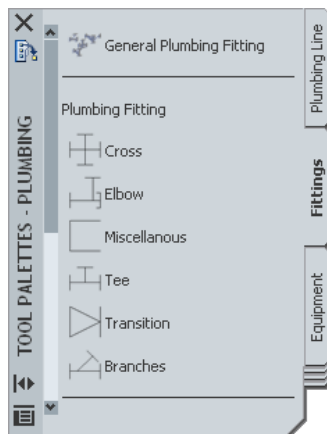 General Plumbing Fitting
Plumbing Fitting
Cross
Elbow
Miscellanous
Tee
Transition
Branches
TOOL PALETTES - PLUMBING
Plumbing Line
Fittings
Equipment